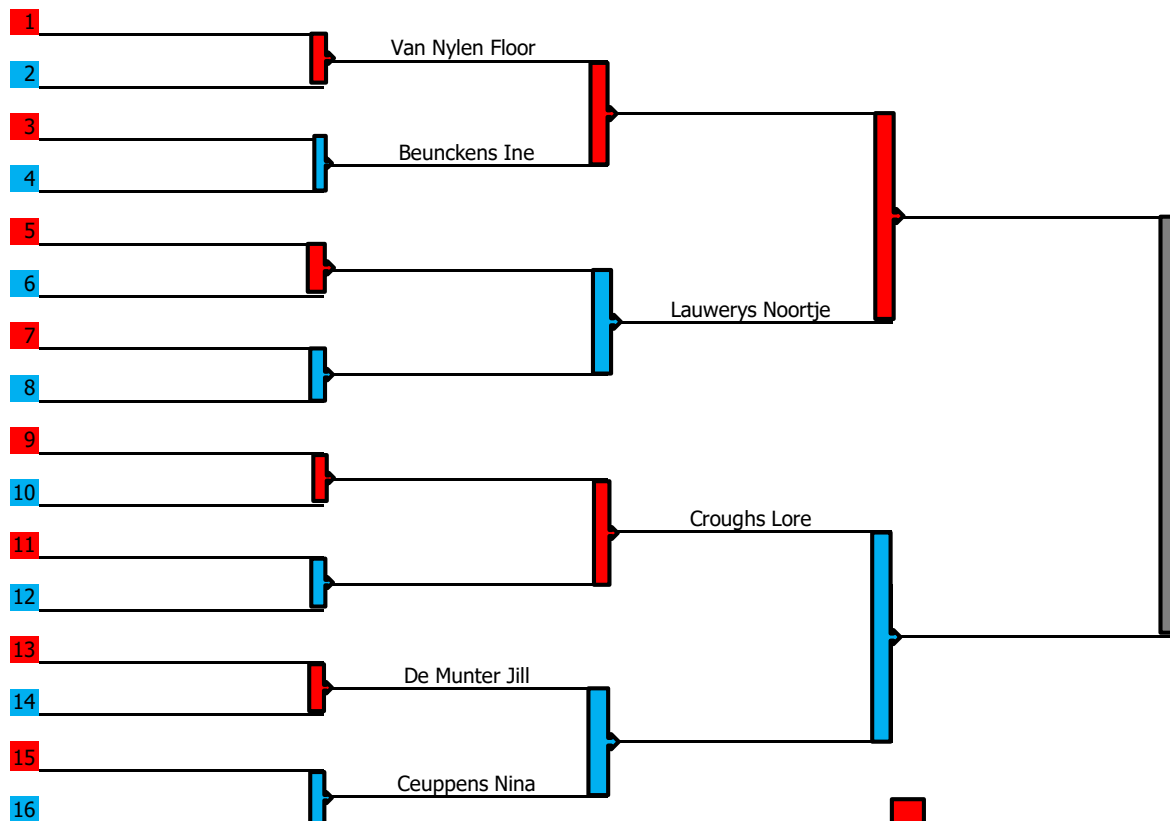 1
Van Nylen Floor
2
3
Beunckens Ine
4
5
6
Lauwerys Noortje
7
8
9
10
Croughs Lore
11
12
13
De Munter Jill
14
15
Ceuppens Nina
16